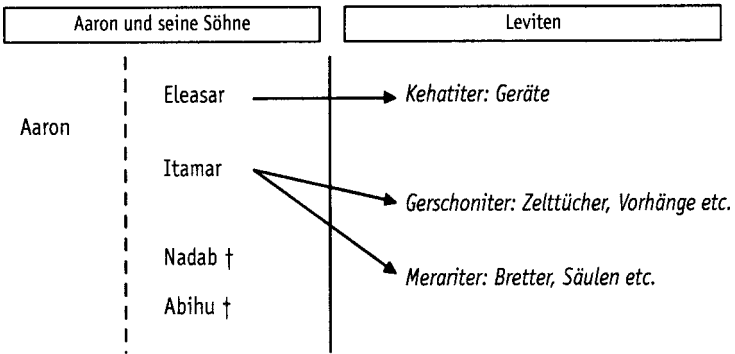 Aaron und seine Söhne
Leviten
Eleasar
Kehatiter: Geräte
Aaron
Itamar
Gerschoniter: Zelttücher, Vorhänge etc.
Nadab †
Merariter: Bretter, Säulen etc.
Abihu †